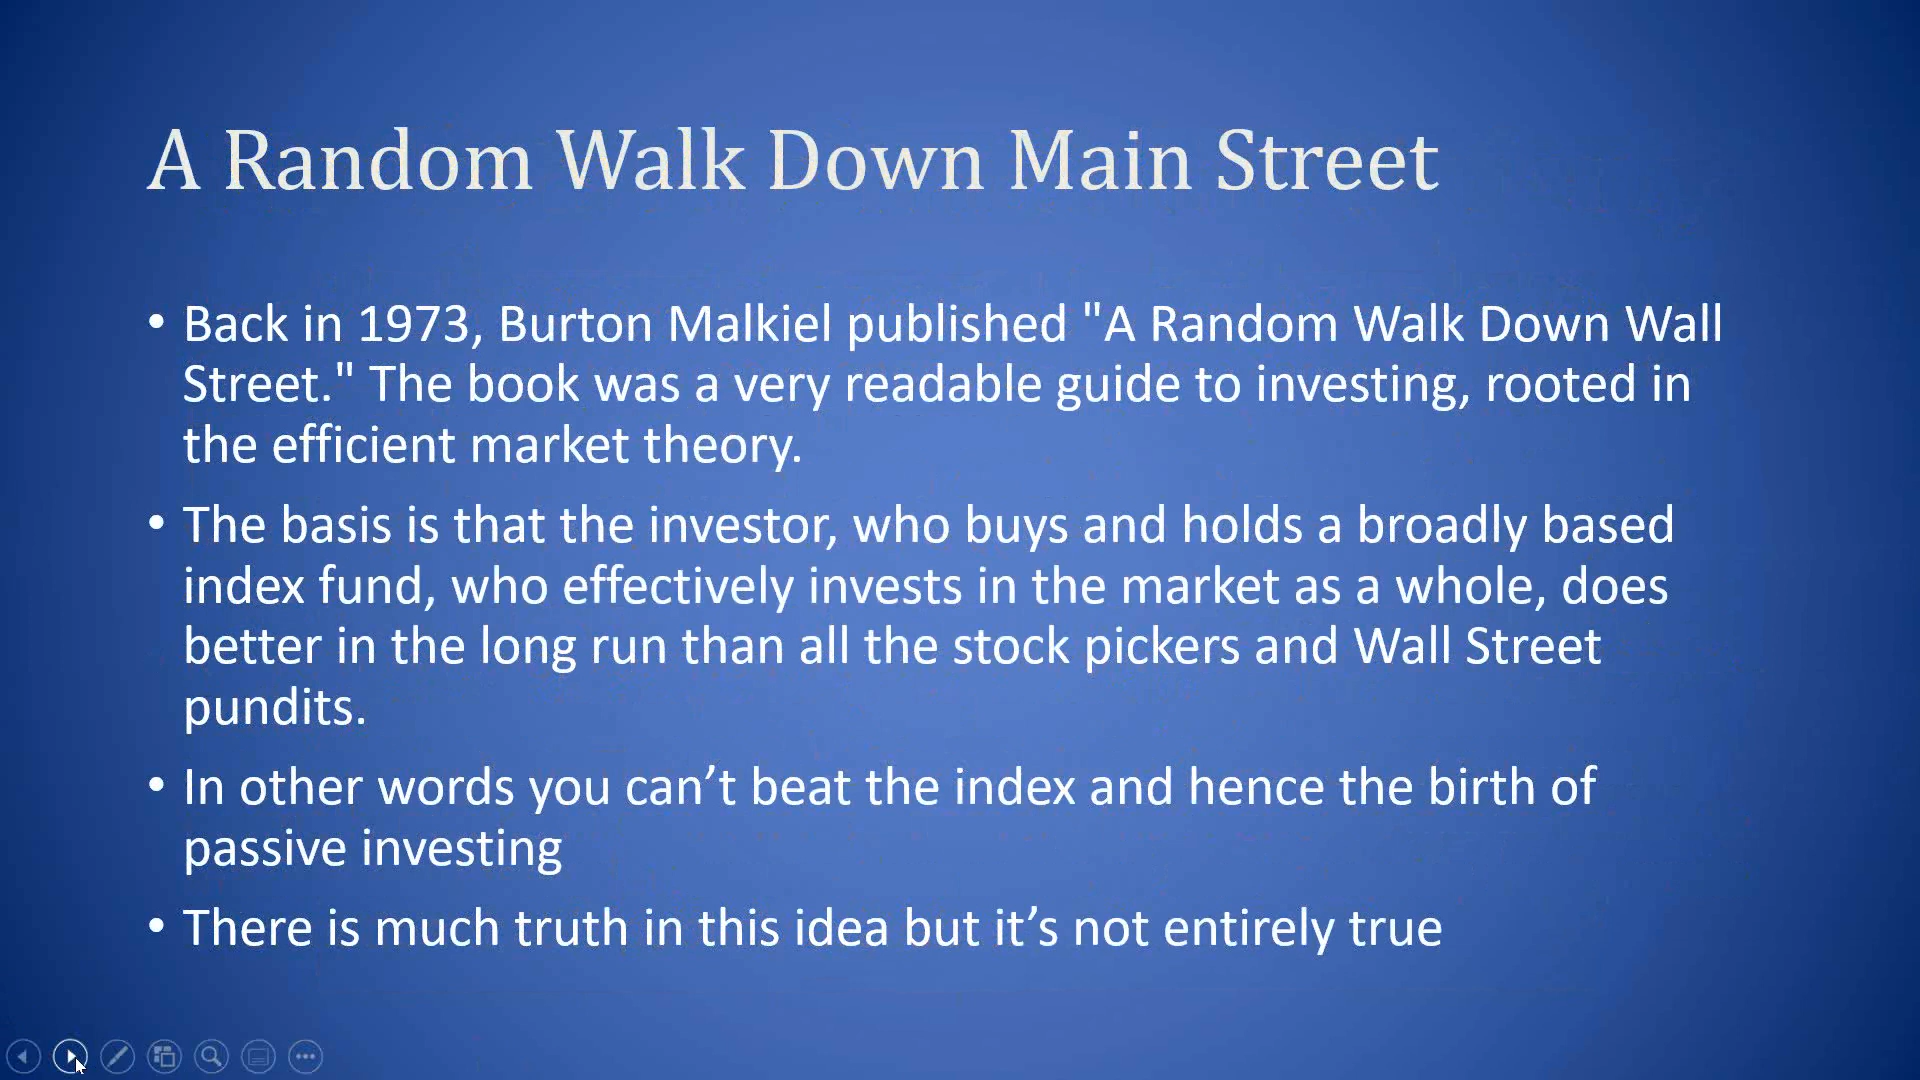 A Random Walk Down Main Street
• Back in 1973, Burton Malkiel published "A Random Walk Down Wall
Street." The book was a very readable guide to investing, rooted in
the efficient market theory.
• The basis is that the investor, who buys and holds a broadly based
index fund, who effectively invests in the market as a whole, does
better in the long run than all the stock pickers and Wall Street
pundits.
• In other words you can’t beat the index and hence the birth of
passive investing
• There is much truth in this idea but it’s not entirely true